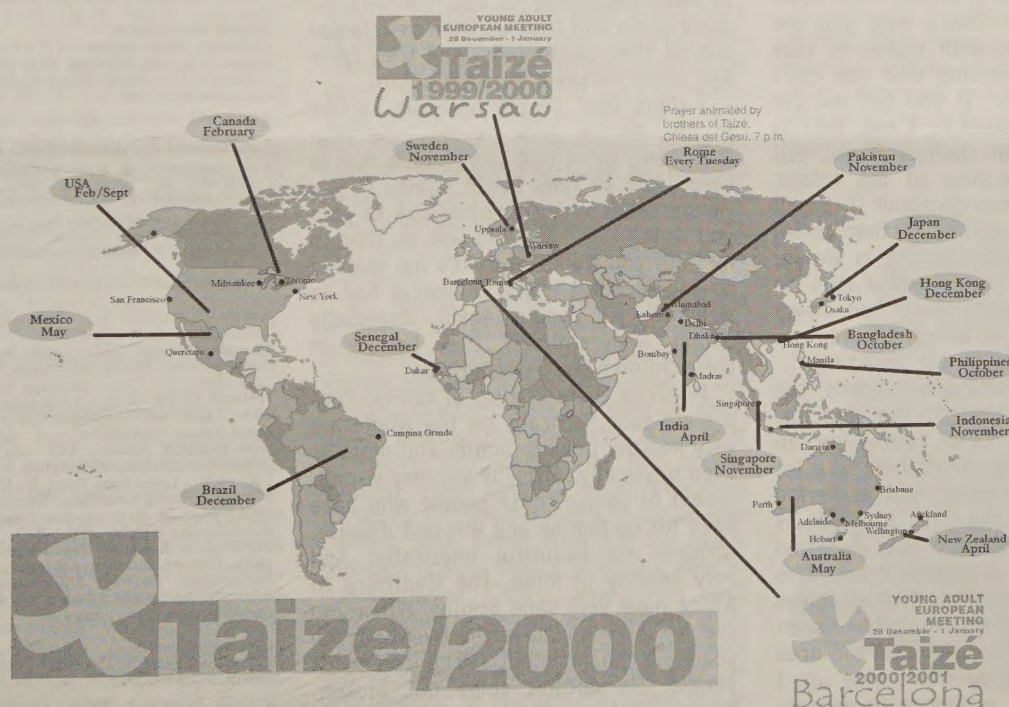 YOUNG ADULT
EUROPEAN MEETING
28 December - 1 January
Taizé
1999/2000
Warsaw
Prayer animated by
brothers of Taizé,
Chiesa del Gesu, 7 p.m.
Rome
Every Tuesday
Canada
February
Sweden
November
Pakistan
November
USA
Feb/Sept
Japan
December
Uppsala
Warsaw
Barcelona
Rome
Milwaukee
Toronto
New York
San Francisco
Islamabad
Lahore
Delhi
Dhaka
Tokyo
Osaka
Hong Kong
December
Mexico
May
Queretaro
Senegal
December
Dakar
Bombay
Madras
Hong Kong
Manila
Bangladesh
October
Philippines
October
Singapore
India
April
Campina Grande
Indonesia
November
Singapore
November
Darwin
Brazil
December
Perth
Brisbane
Adelaide
Sydney
Melbourne
Hobart
Auckland
Wellington
New Zealand
April
Australia
May
Taizé/2000
YOUNG ADULT
EUROPEAN
MEETING
28 December - 1 January
Taizé
2000/2001
Barcelona